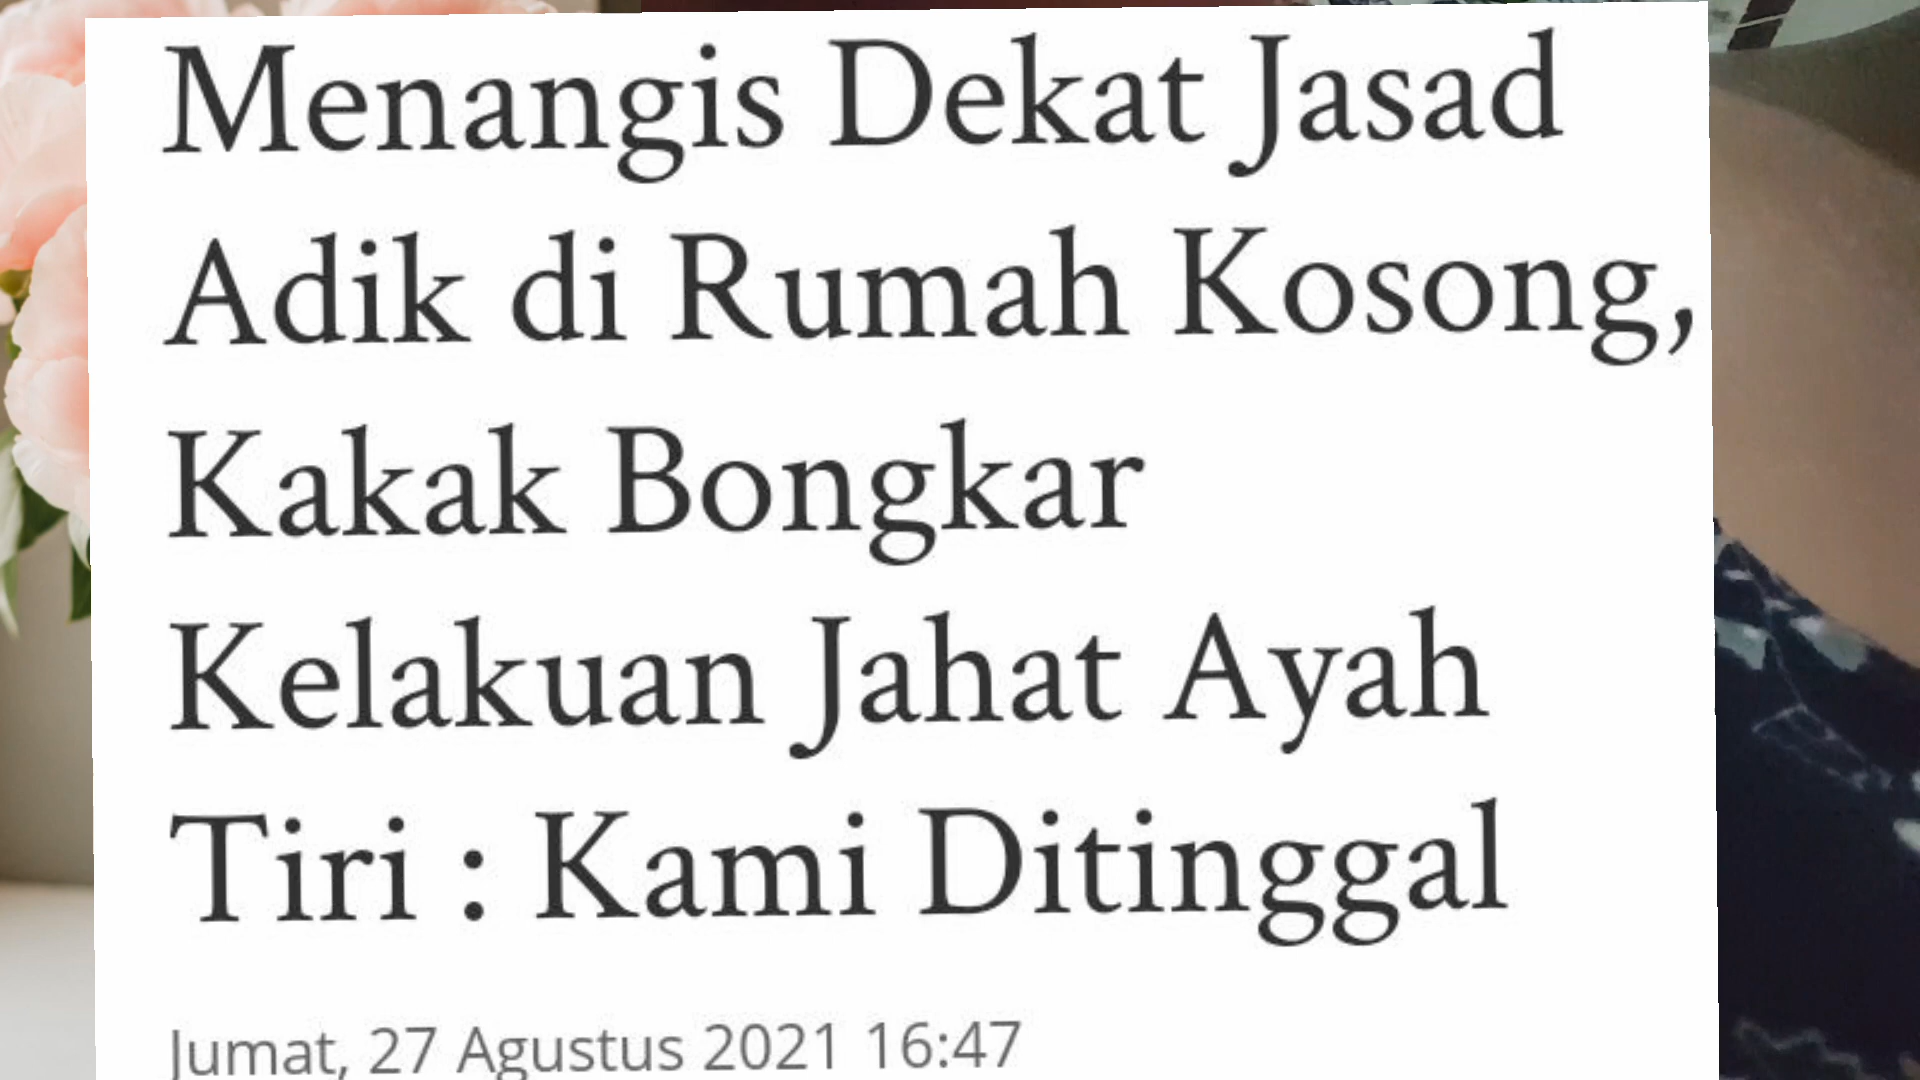 Menangis Dekat Jasad
Adik di Rumah Kosong,
Kakak Bongkar
Kelakuan Jahat Ayah
Tiri : Kami Ditinggal
Jumat, 27 Agustus 2021 16:47